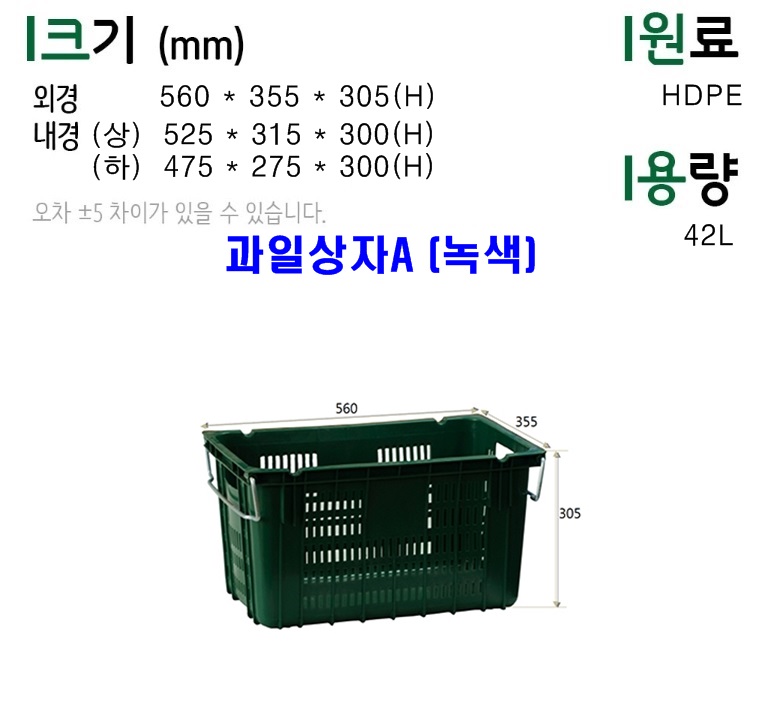 크기 (mm)
외경 560 * 355 * 305(H)
내경 (상) 525 * 315 * 300(H)
(하) 475 * 275 * 300(H)
오차 ±5 차이가 있을 수 있습니다.
원료
HDPE
용량
42L
과일상자A (녹색)
560
355
305